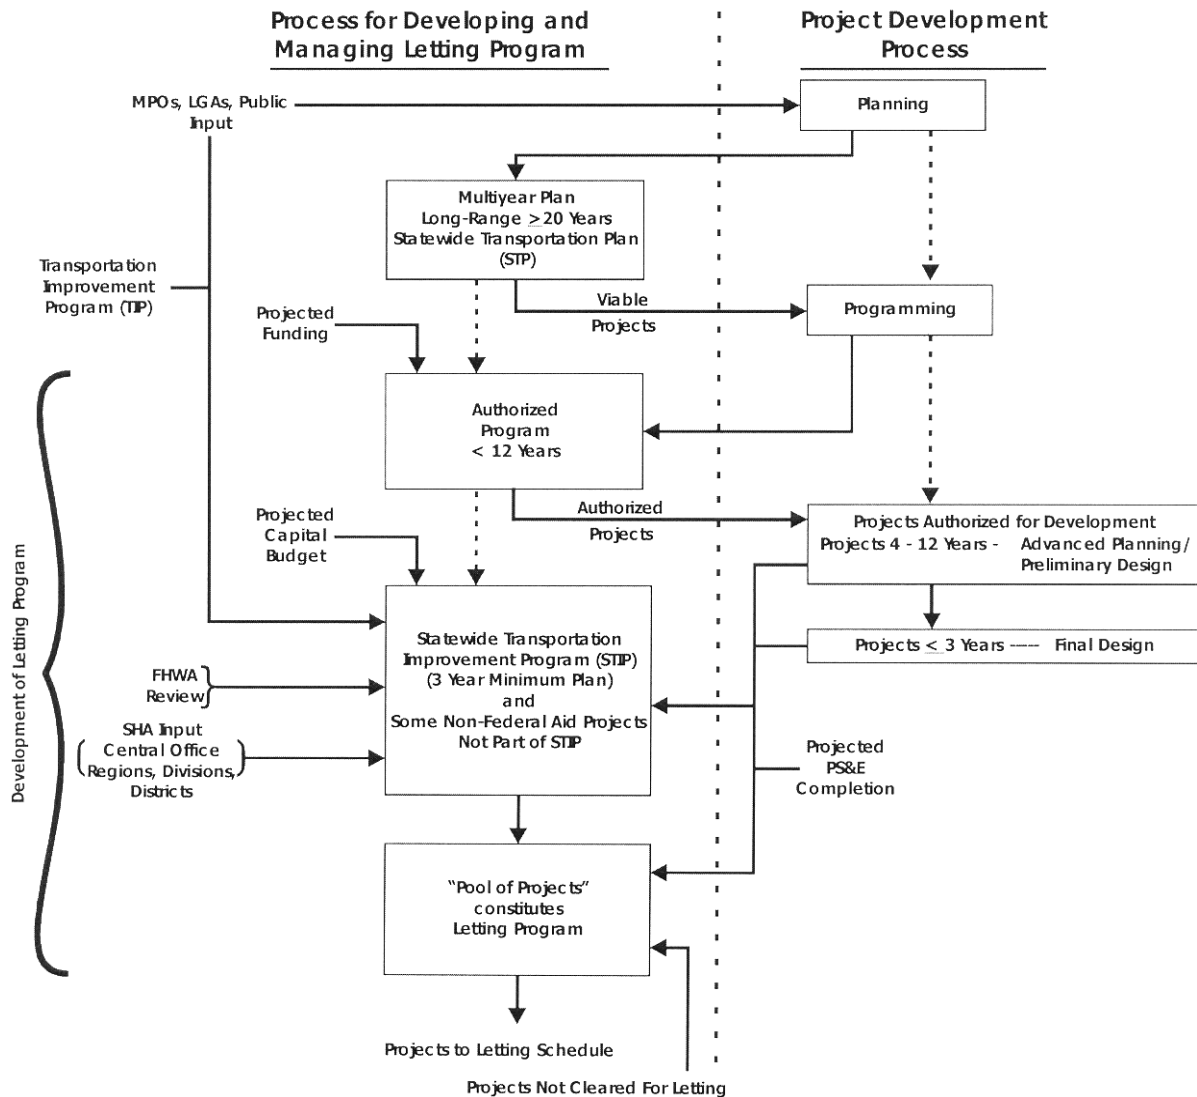 Process for Developing and
Managing Letting Program
Project Development
Process
MPOs, LGAs, Public
Input
Planning
Multiyear Plan
Long-Range ≥20 Years
Statewide Transportation Plan
(STP)
Transportation
Improvement
Program (TIP)
Projected
Funding
Viable
Projects
Programming
Authorized
Program
< 12 Years
Projected
Capital
Budget
Authorized
Projects
Projects Authorized for Development
Projects 4 - 12 Years - Advanced Planning/
Preliminary Design
Development of Letting Program
Statewide Transportation
Improvement Program (STIP)
(3 Year Minimum Plan)
and
Some Non-Federal Aid Projects
Not Part of STIP
Projects ≤ 3 Years ----- Final Design
FHWA
Review
SHA Input
Central Office
Regions, Divisions,
Districts
Projected
PS&E
Completion
“Pool of Projects”
constitutes
Letting Program
Projects to Letting Schedule
Projects Not Cleared For Letting